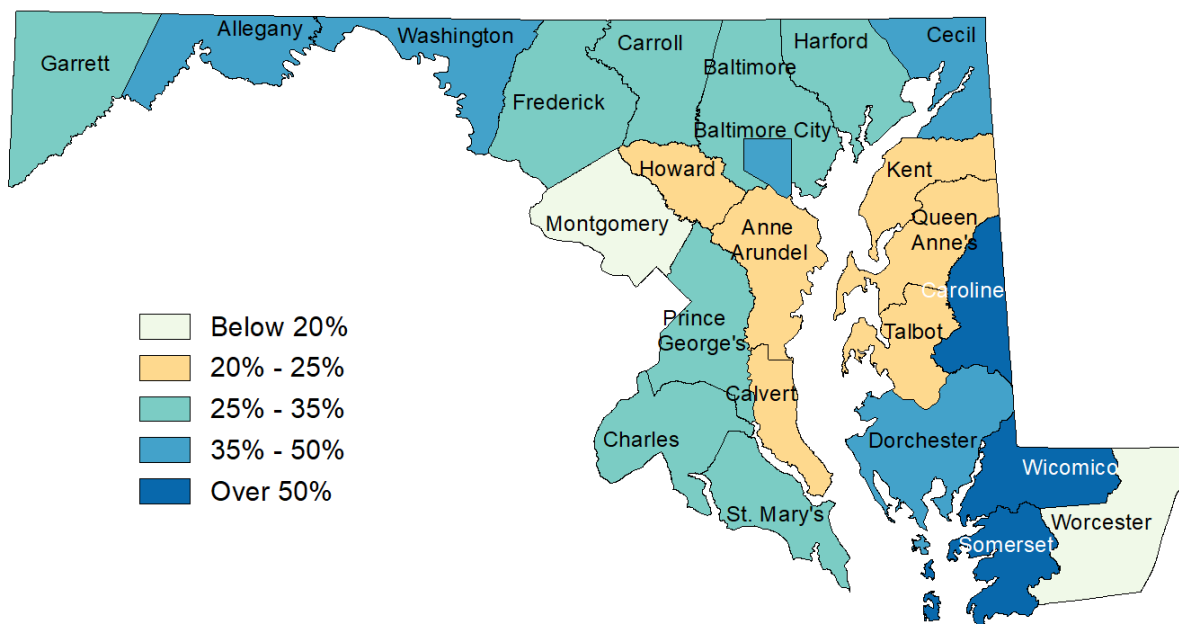 Garrett
Allegany
Washington
Frederick
Carroll
Baltimore
Harford
Cecil
Baltimore City
Howard
Montgomery
Anne
Arundel
Kent
Queen
Anne's
Caroline
Talbot
Prince
George's
Calvert
Charles
St. Mary's
Dorchester
Wicomico
Somerset
Worcester
Below 20%
20% - 25%
25% - 35%
35% - 50%
Over 50%